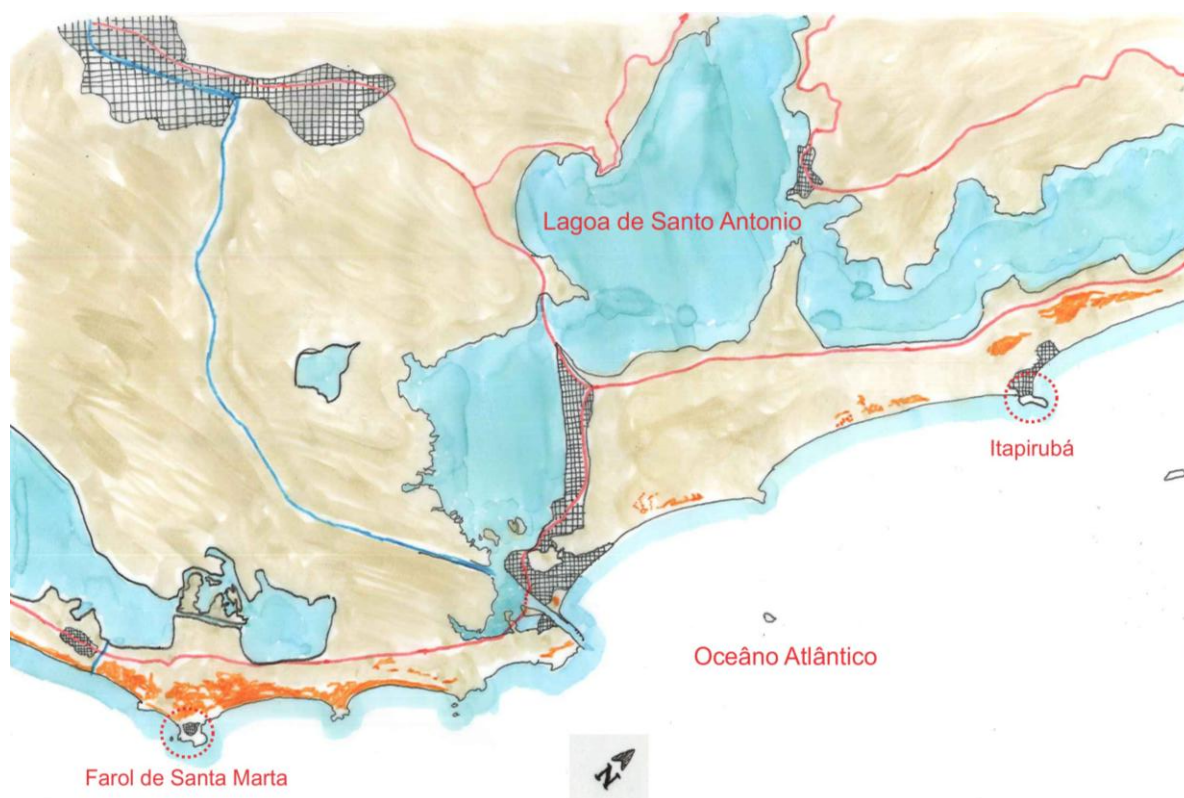 Lagoa de Santo Antonio
Itapirubá
Oceâno Atlântico
Farol de Santa Marta
N